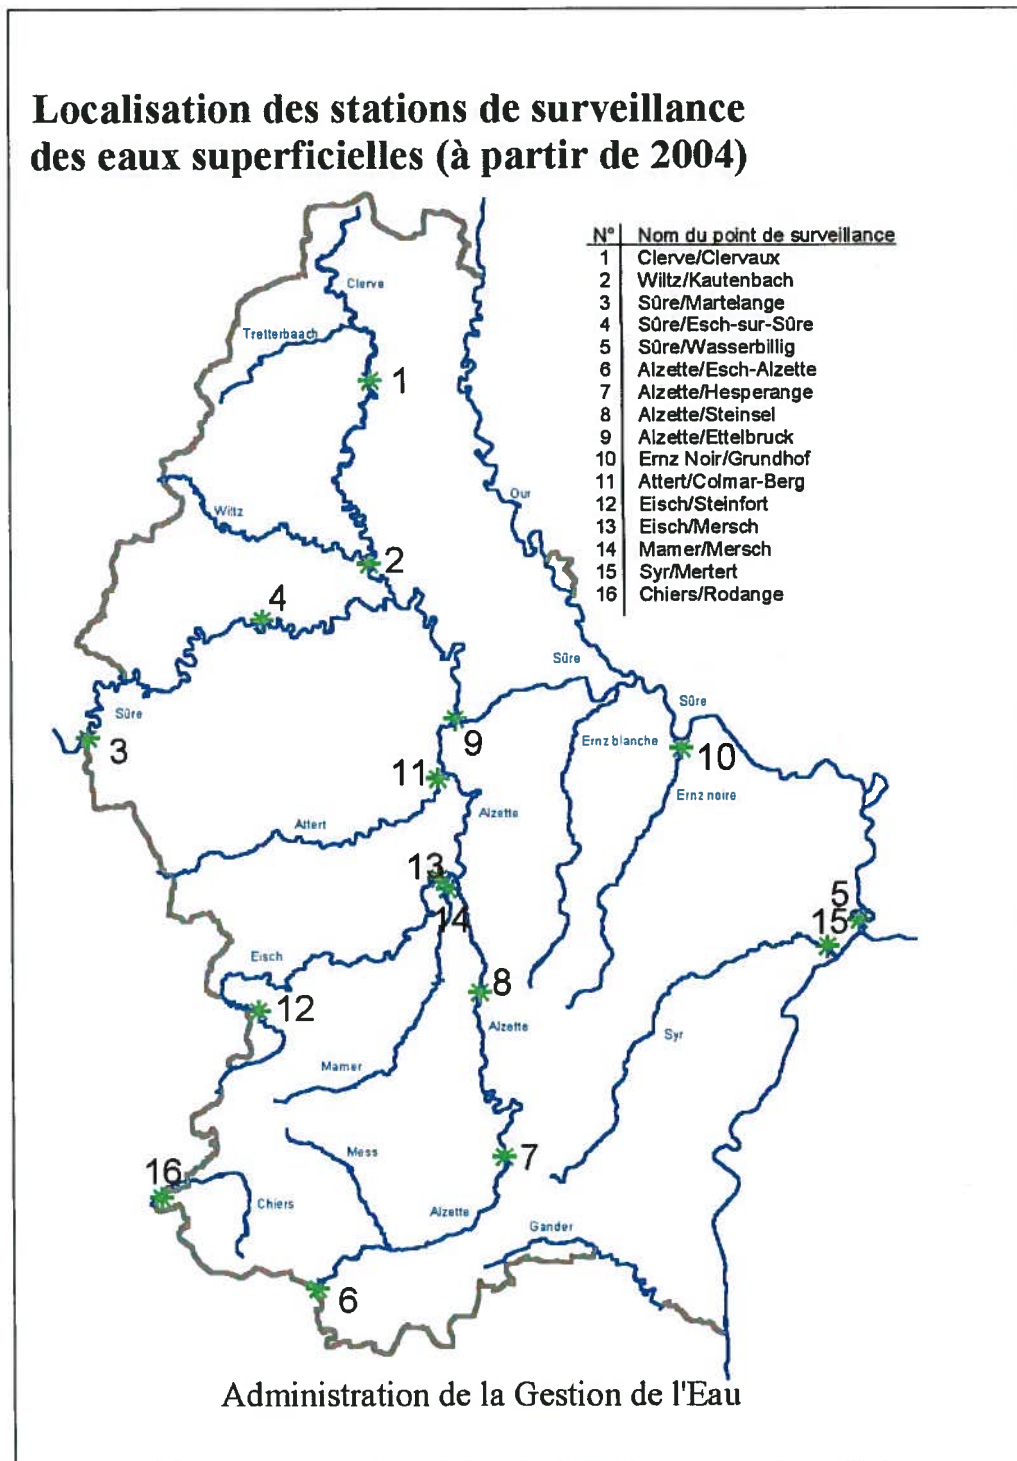 Localisation des stations de surveillance
des eaux superficielles (à partir de 2004)
N° Nom du point de surveillance
1 Clerve/Clervaux
2 Wiltz/Kautenbach
3 Sûre/Martelange
4 Sûre/Esch-sur-Sûre
5 Sûre/Wasserbillig
6 Alzette/Esch-Alzette
7 Alzette/Hesperange
8 Alzette/Steinsel
9 Alzette/Ettelbruck
10 Ernz Noir/Grundhof
11 Attert/Colmar-Berg
12 Eisch/Steinfort
13 Eisch/Mersch
14 Mamer/Mersch
15 Syr/Mertert
16 Chiers/Rodange
Clerve
Tretterbaach
1
Our
Wiltz
2
4
Sûre
Sûre
Sûre
3
9
Ernz blanche
10
11
Ernz noire
Alzette
Attert
13
14
5
15
Eisch
8
12
Alzette
Syr
Mamer
Mess
7
16
Chiers
Alzette
Gander
6
Administration de la Gestion de l'Eau